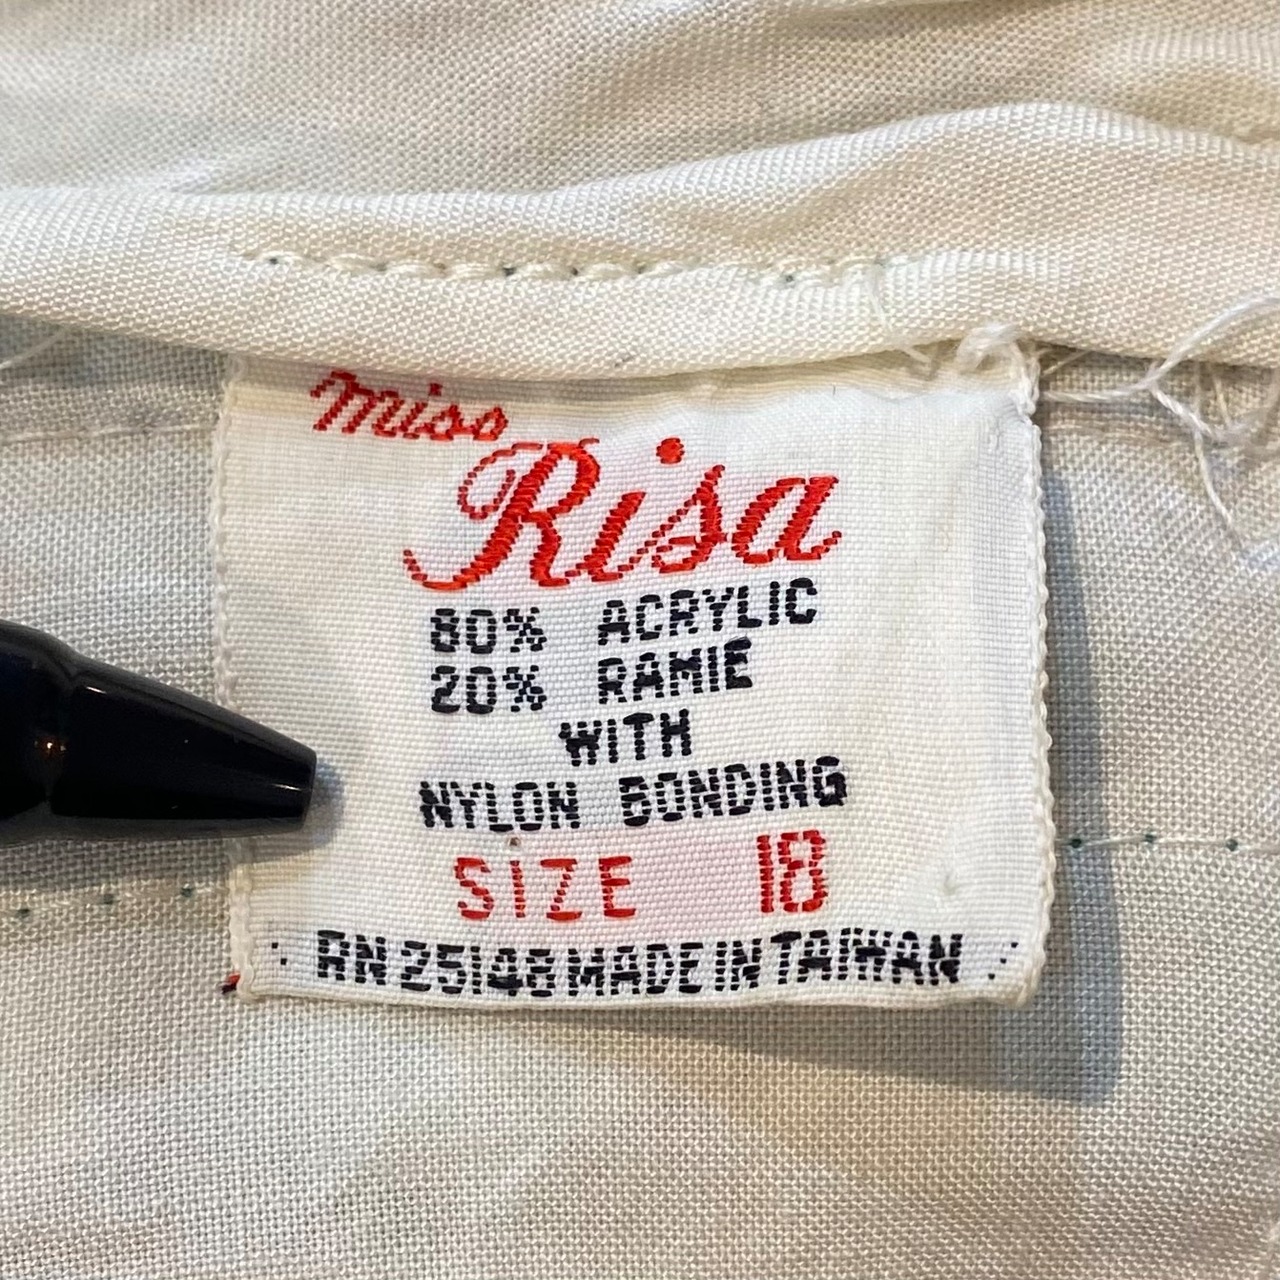 Miss
Risa
80% ACRYLIC
20% RAMIE
WITH
NYLON BONDING
SIZE 18
RN 25148 MADE IN TAIWAN